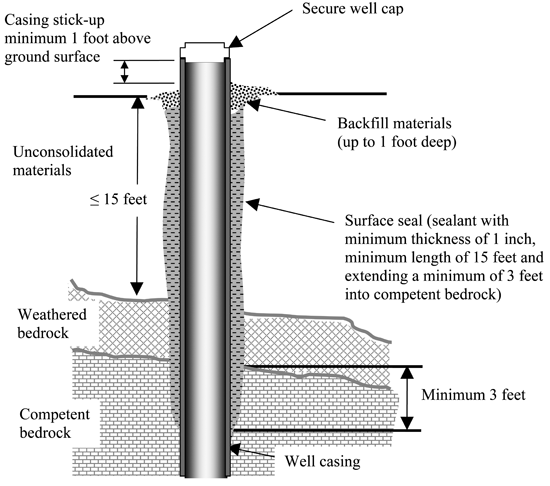 Casing stick-up
minimum 1 foot above
ground surface
Secure well cap
Backfill materials
(up to 1 foot deep)
Unconsolidated
materials
≤ 15 feet
Surface seal (sealant with
minimum thickness of 1 inch,
minimum length of 15 feet and
extending a minimum of 3 feet
into competent bedrock)
Weathered
bedrock
Minimum 3 feet
Competent
bedrock
Well casing